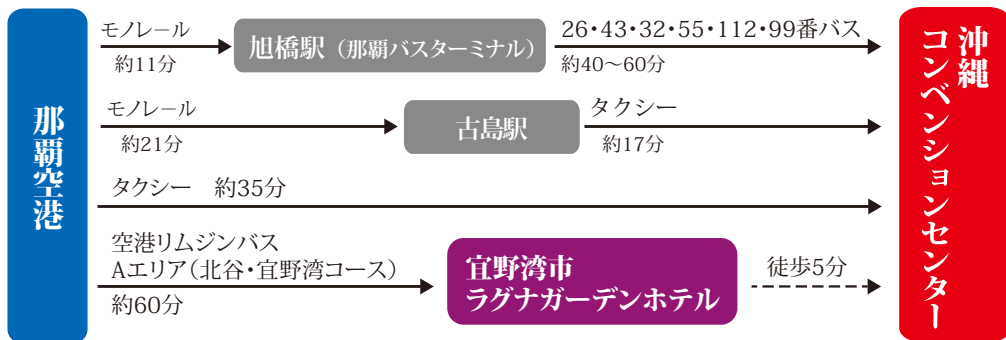 那覇空港
モノレール
約11分
旭橋駅（那覇バスターミナル）
26・43・32・55・112・99番バス
約40〜60分
モノレール
約21分
古島駅
タクシー
約17分
タクシー　約35分
空港リムジンバス
Aエリア（北谷・宜野湾コース）
約60分
宜野湾市
ラグナガーデンホテル
徒歩5分
沖縄
コンベンションセンター